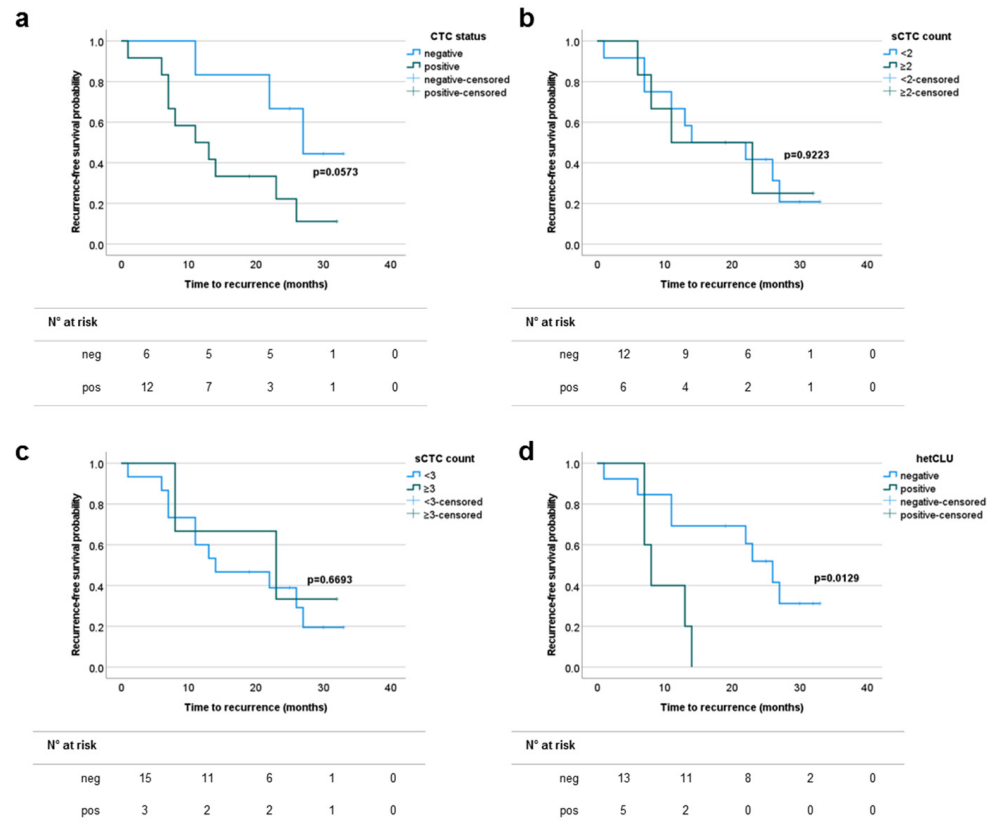 a
CTC status
negative
positive
negative-censored
positive-censored
Recurrence-free survival probability
1.0
0.8
0.6
0.4
0.2
0.0
p=0.0573
0 10 20 30 40
Time to recurrence (months)
N° at risk
neg 6 5 5 1 0
pos 12 7 3 1 0
b
sCTC count
<2
≥2
<2-censored
≥2-censored
Recurrence-free survival probability
1.0
0.8
0.6
0.4
0.2
0.0
p=0.9223
0 10 20 30 40
Time to recurrence (months)
N° at risk
neg 12 9 6 1 0
pos 6 4 2 1 0
c
sCTC count
<3
≥3
<3-censored
≥3-censored
Recurrence-free survival probability
1.0
0.8
0.6
0.4
0.2
0.0
p=0.6693
0 10 20 30 40
Time to recurrence (months)
N° at risk
neg 15 11 6 1 0
pos 3 2 2 1 0
d
hetCLU
negative
positive
negative-censored
positive-censored
Recurrence-free survival probability
1.0
0.8
0.6
0.4
0.2
0.0
p=0.0129
0 10 20 30 40
Time to recurrence (months)
N° at risk
neg 13 11 8 2 0
pos 5 2 0 0 0